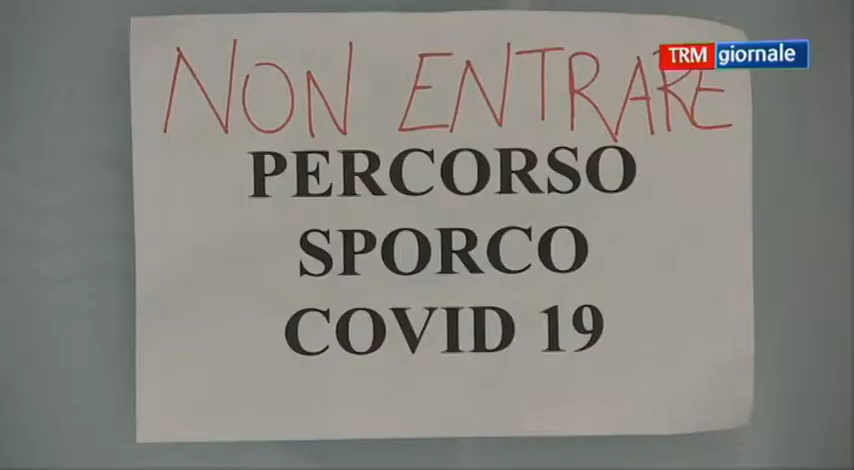 TRM giornale
NON ENTRARE
PERCORSO
SPORCO
COVID 19